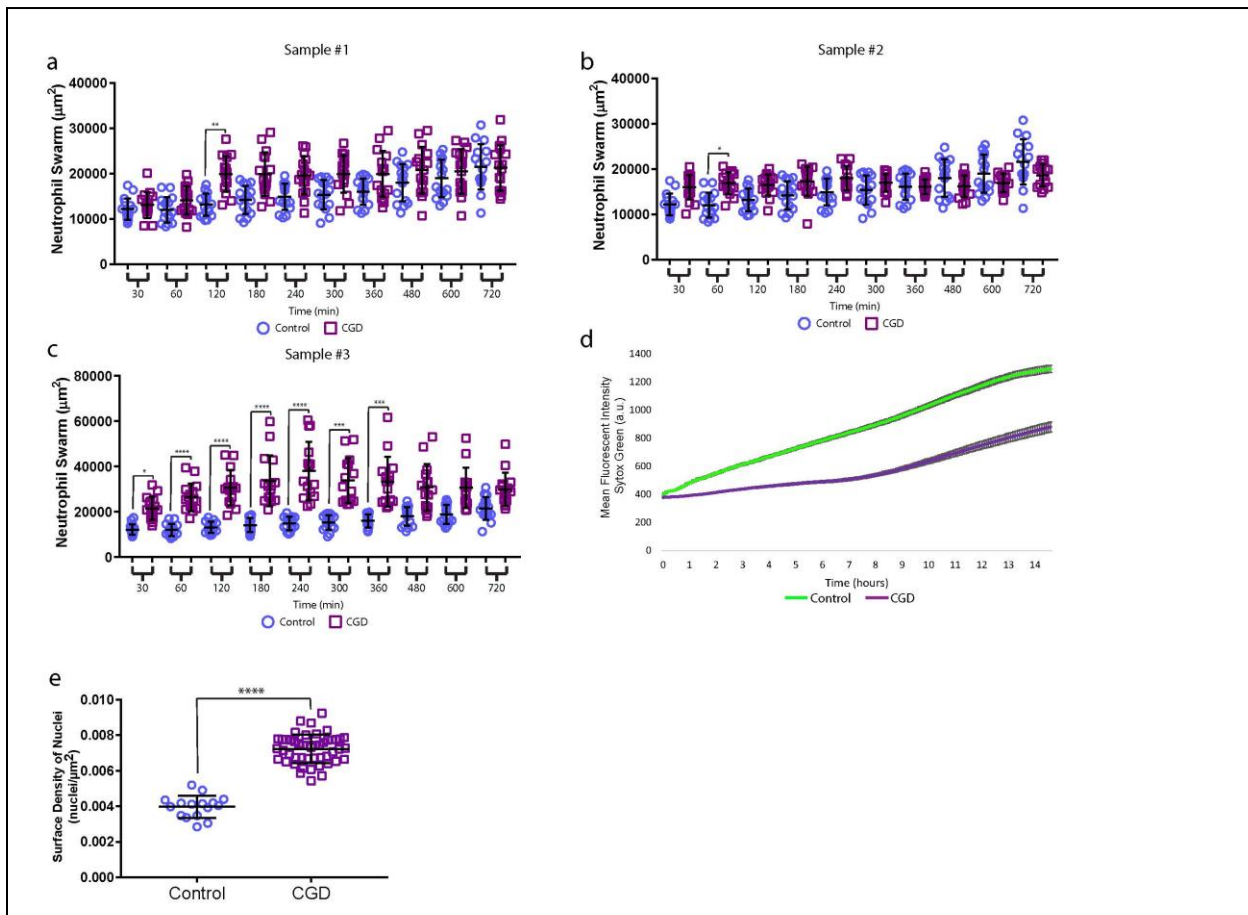 Sample #1
a
Neutrophil Swarm (μm²)
40000
30000
20000
10000
0
**
30 60 120 180 240 300 360 480 600 720
Time (min)
Control CGD
Sample #2
b
Neutrophil Swarm (μm²)
40000
30000
20000
10000
0
*
30 60 120 180 240 300 360 480 600 720
Time (min)
Control CGD
Sample #3
c
Neutrophil Swarm (μm²)
80000
60000
40000
20000
0
* **** **** **** **** *** ***
30 60 120 180 240 300 360 480 600 720
Time (min)
Control CGD
d
Mean Fluorescent Intensity
Sytox Green (a.u.)
1400
1200
1000
800
600
400
200
0
0 1 2 3 4 5 6 7 8 9 10 11 12 13 14
Time (hours)
Control CGD
e
Surface Density of Nuclei
(nuclei/μm²)
0.010
0.008
0.006
0.004
0.002
0.000
****
Control CGD